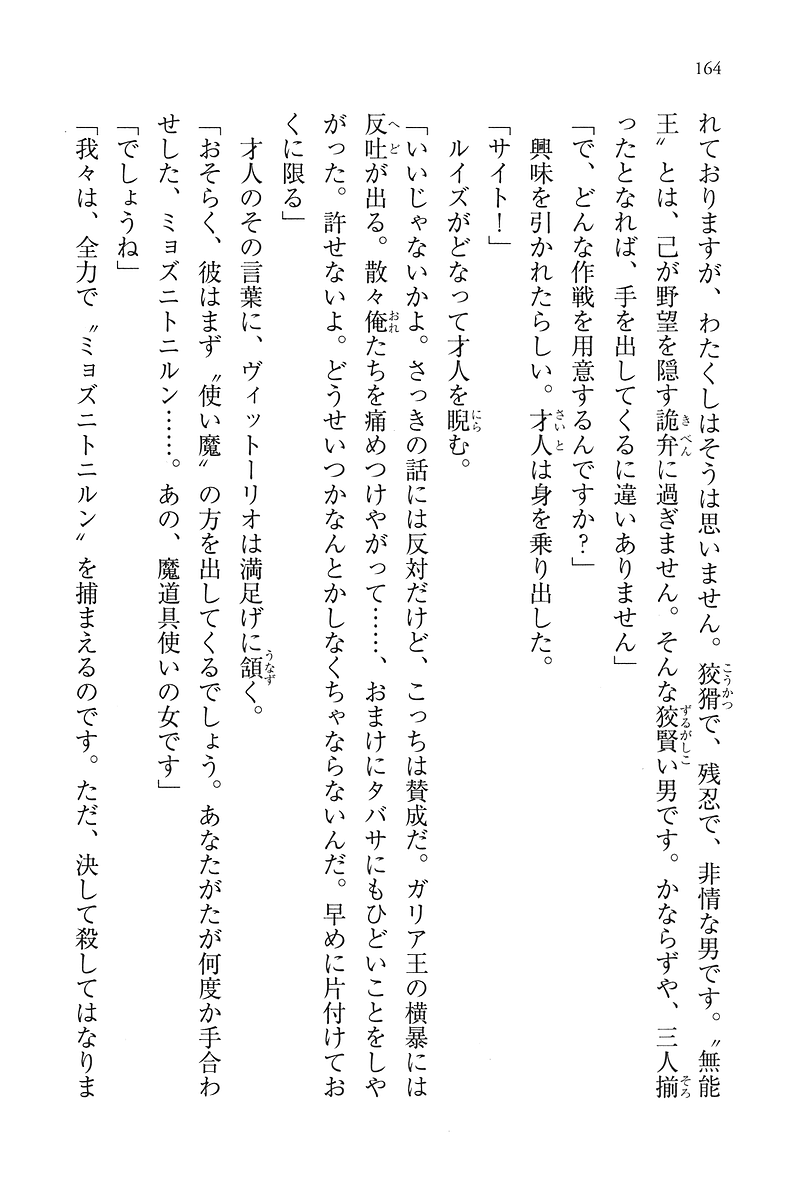 164
れておりますが、わたくしはそうは思いません。狡猾で、残忍で、非情な男です。〝無能
王〟とは、己が野望を隠す詭弁に過ぎません。そんな狡賢い男です。かならずや、三人揃
ったとなれば、手を出してくるに違いありません」
「で、どんな作戦を用意するんですか？」
興味を引かれたらしい。才人は身を乗り出した。
「サイト！」
ルイズがどなって才人を睨む。
「いいじゃないかよ。さっきの話には反対だけど、こっちは賛成だ。ガリア王の横暴には
反吐が出る。散々俺たちを痛めつけやがって……、おまけにタバサにもひどいことをしや
がった。許せないよ。どうせいつかなんとかしなくちゃならないんだ。早めに片付けてお
くに限る」
才人のその言葉に、ヴィットーリオは満足げに頷く。
「おそらく、彼はまず〝使い魔〟の方を出してくるでしょう。あなたがたが何度か手合わ
せした、ミョズニトニルン……。あの、魔道具使いの女です」
「でしょうね」
「我々は、全力で〝ミョズニトニルン〟を捕まえるのです。ただ、決して殺してはなりま